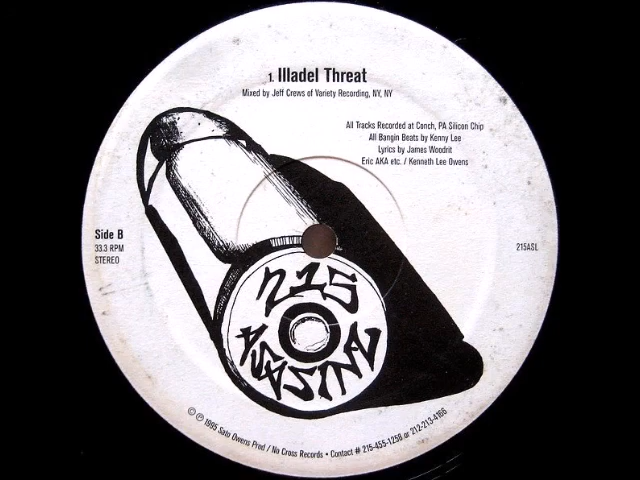 1. Illadel Threat
Mixed by Jeff Crews of Variety Recording, NY, NY
All Tracks Recorded at Conch, PA Silicon Chip
All Bangin Beats by Kenny Lee
Lyrics by James Woodrit
Eric AKA etc. / Kenneth Lee Owens
Side B
33.3 RPM
STEREO
215ASL
215
ASASINZ
© ℗ 1995 Sato Owens Prod / No Cross Records • Contact # 215-455-1258 or 212-213-4166